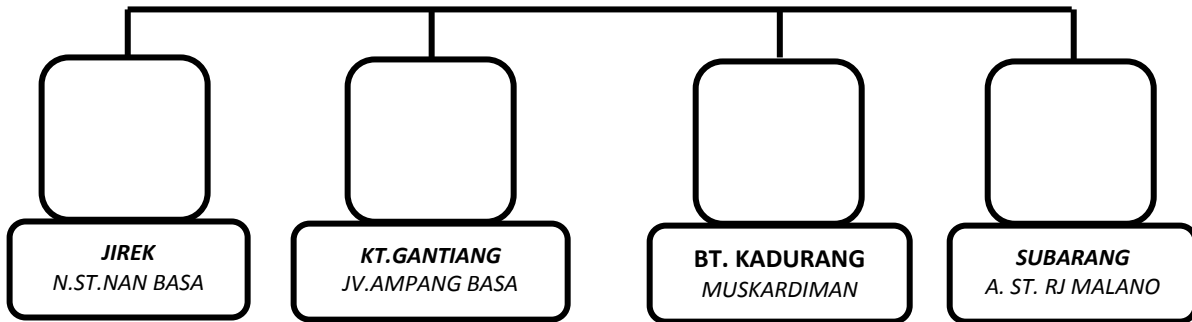 JIREK
N.ST.NAN BASA
KT.GANTIANG
JV.AMPANG BASA
BT. KADURANG
MUSKARDIMAN
SUBARANG
A. ST. RJ MALANO